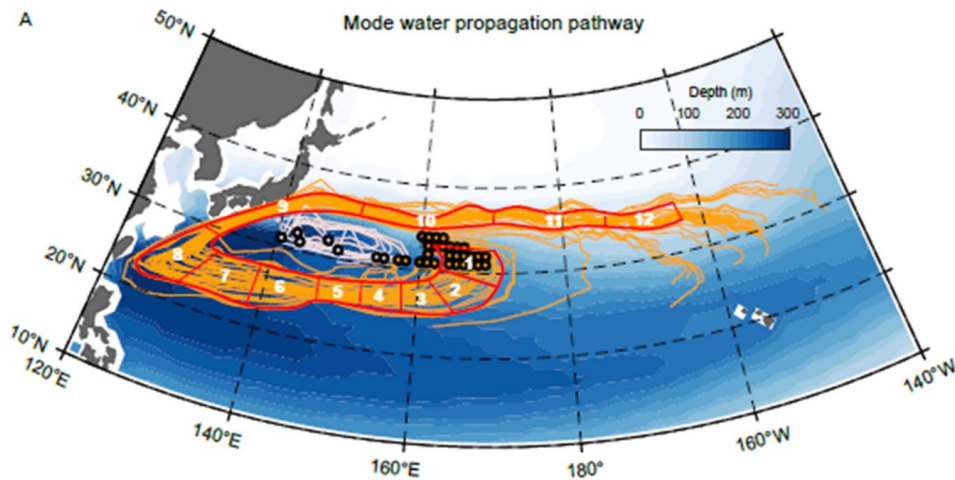 A
Mode water propagation pathway
50°N
40°N
30°N
20°N
10°N
Depth (m)
0 100 200 300
9 10 11 12
8 7 6 5 4 3 2 1
120°E
140°E
160°E
180°
160°W
140°W